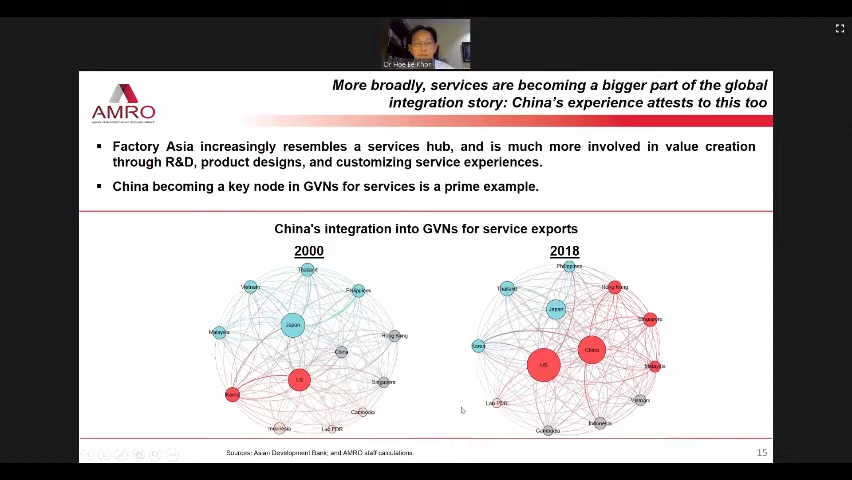 Dr Hoe Ee Khor
More broadly, services are becoming a bigger part of the global
integration story: China's experience attests to this too
AMRO
▪ Factory Asia increasingly resembles a services hub, and is much more involved in value creation
through R&D, product designs, and customizing service experiences.
▪ China becoming a key node in GVNs for services is a prime example.
China's integration into GVNs for service exports
2000
Thailand
Vietnam
Philippines
Malaysia
Japan
Hong Kong
China
US
Singapore
Korea
Cambodia
Indonesia
Lao PDR
2018
Philippines
Thailand
Hong Kong
Japan
Singapore
Korea
China
US
Malaysia
Lao PDR
Vietnam
Indonesia
Cambodia
Sources: Asian Development Bank; and AMRO staff calculations.
15